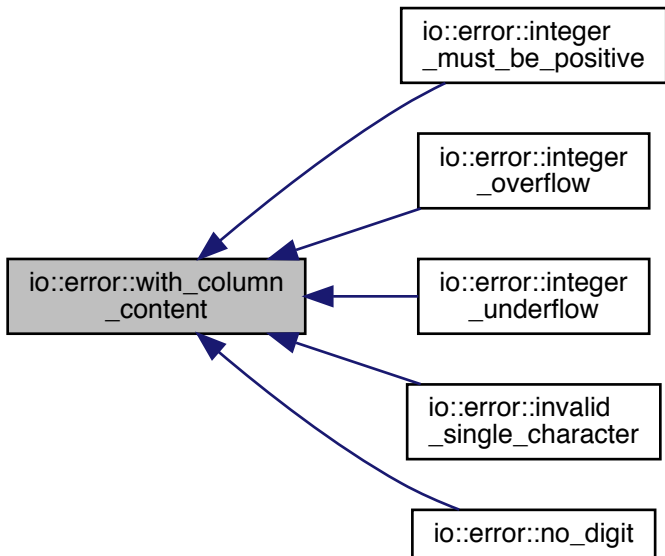 io::error::integer
_must_be_positive
io::error::integer
_overflow
io::error::with_column
_content
io::error::integer
_underflow
io::error::invalid
_single_character
io::error::no_digit